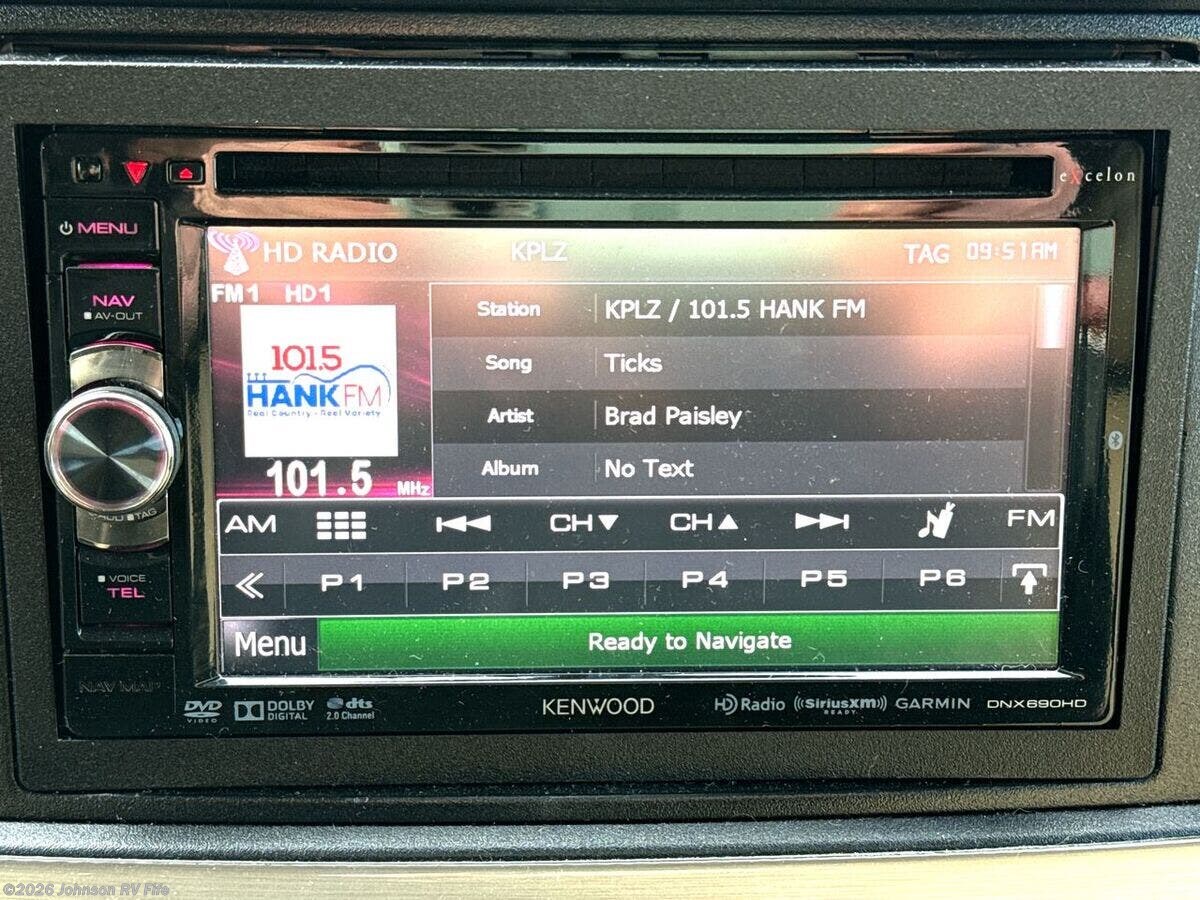 excelon
MENU
HD RADIO KPLZ TAG 09:51AM
NAV
AV-OUT
FM1 HD1
101.5
HANK FM
Real Country - Real Variety
101.5 MHz
Station KPLZ / 101.5 HANK FM
Song Ticks
Artist Brad Paisley
Album No Text
TAG
AM CH▼ CH▲ FM
VOICE
TEL
P1 P2 P3 P4 P5 P6
Menu Ready to Navigate
NAV MAP
DVD VIDEO DOLBY DIGITAL dts 2.0 Channel KENWOOD HD Radio ((SiriusXM)) READY GARMIN DNX690HD
©2026 Johnson RV Fife